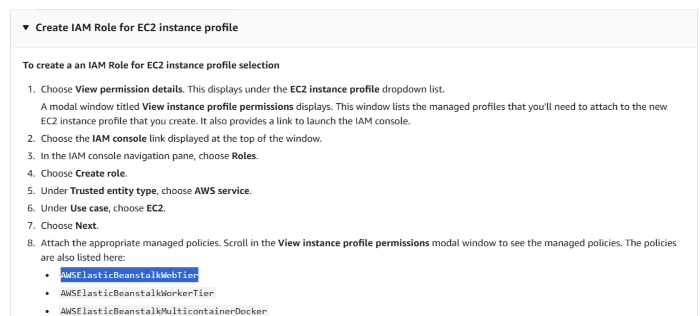 ▼ Create IAM Role for EC2 instance profile
To create a an IAM Role for EC2 instance profile selection
1. Choose View permission details. This displays under the EC2 instance profile dropdown list.
A modal window titled View instance profile permissions displays. This window lists the managed profiles that you'll need to attach to the new
EC2 instance profile that you create. It also provides a link to launch the IAM console.
2. Choose the IAM console link displayed at the top of the window.
3. In the IAM console navigation pane, choose Roles.
4. Choose Create role.
5. Under Trusted entity type, choose AWS service.
6. Under Use case, choose EC2.
7. Choose Next.
8. Attach the appropriate managed policies. Scroll in the View instance profile permissions modal window to see the managed policies. The policies
are also listed here:
• AWSElasticBeanstalkWebTier
• AWSElasticBeanstalkWorkerTier
• AWSElasticBeanstalkMulticontainerDocker